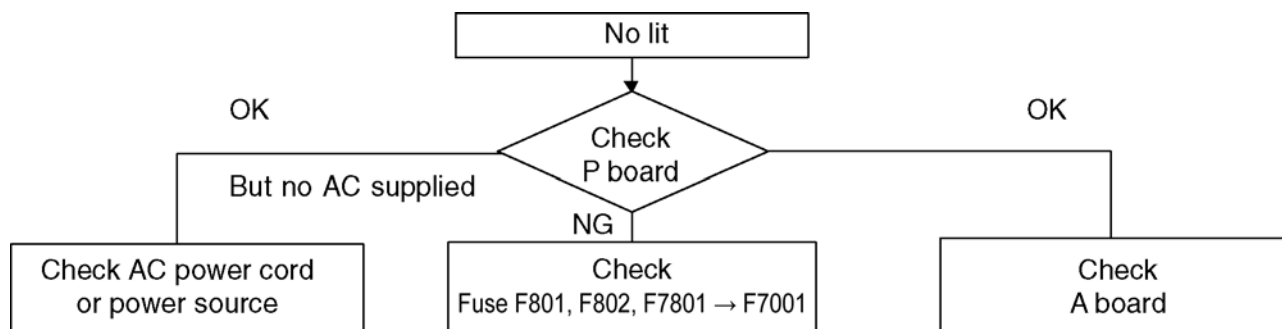 No lit
OK
OK
Check
P board
But no AC supplied
NG
Check AC power cord
or power source
Check
Fuse F801, F802, F7801 → F7001
Check
A board